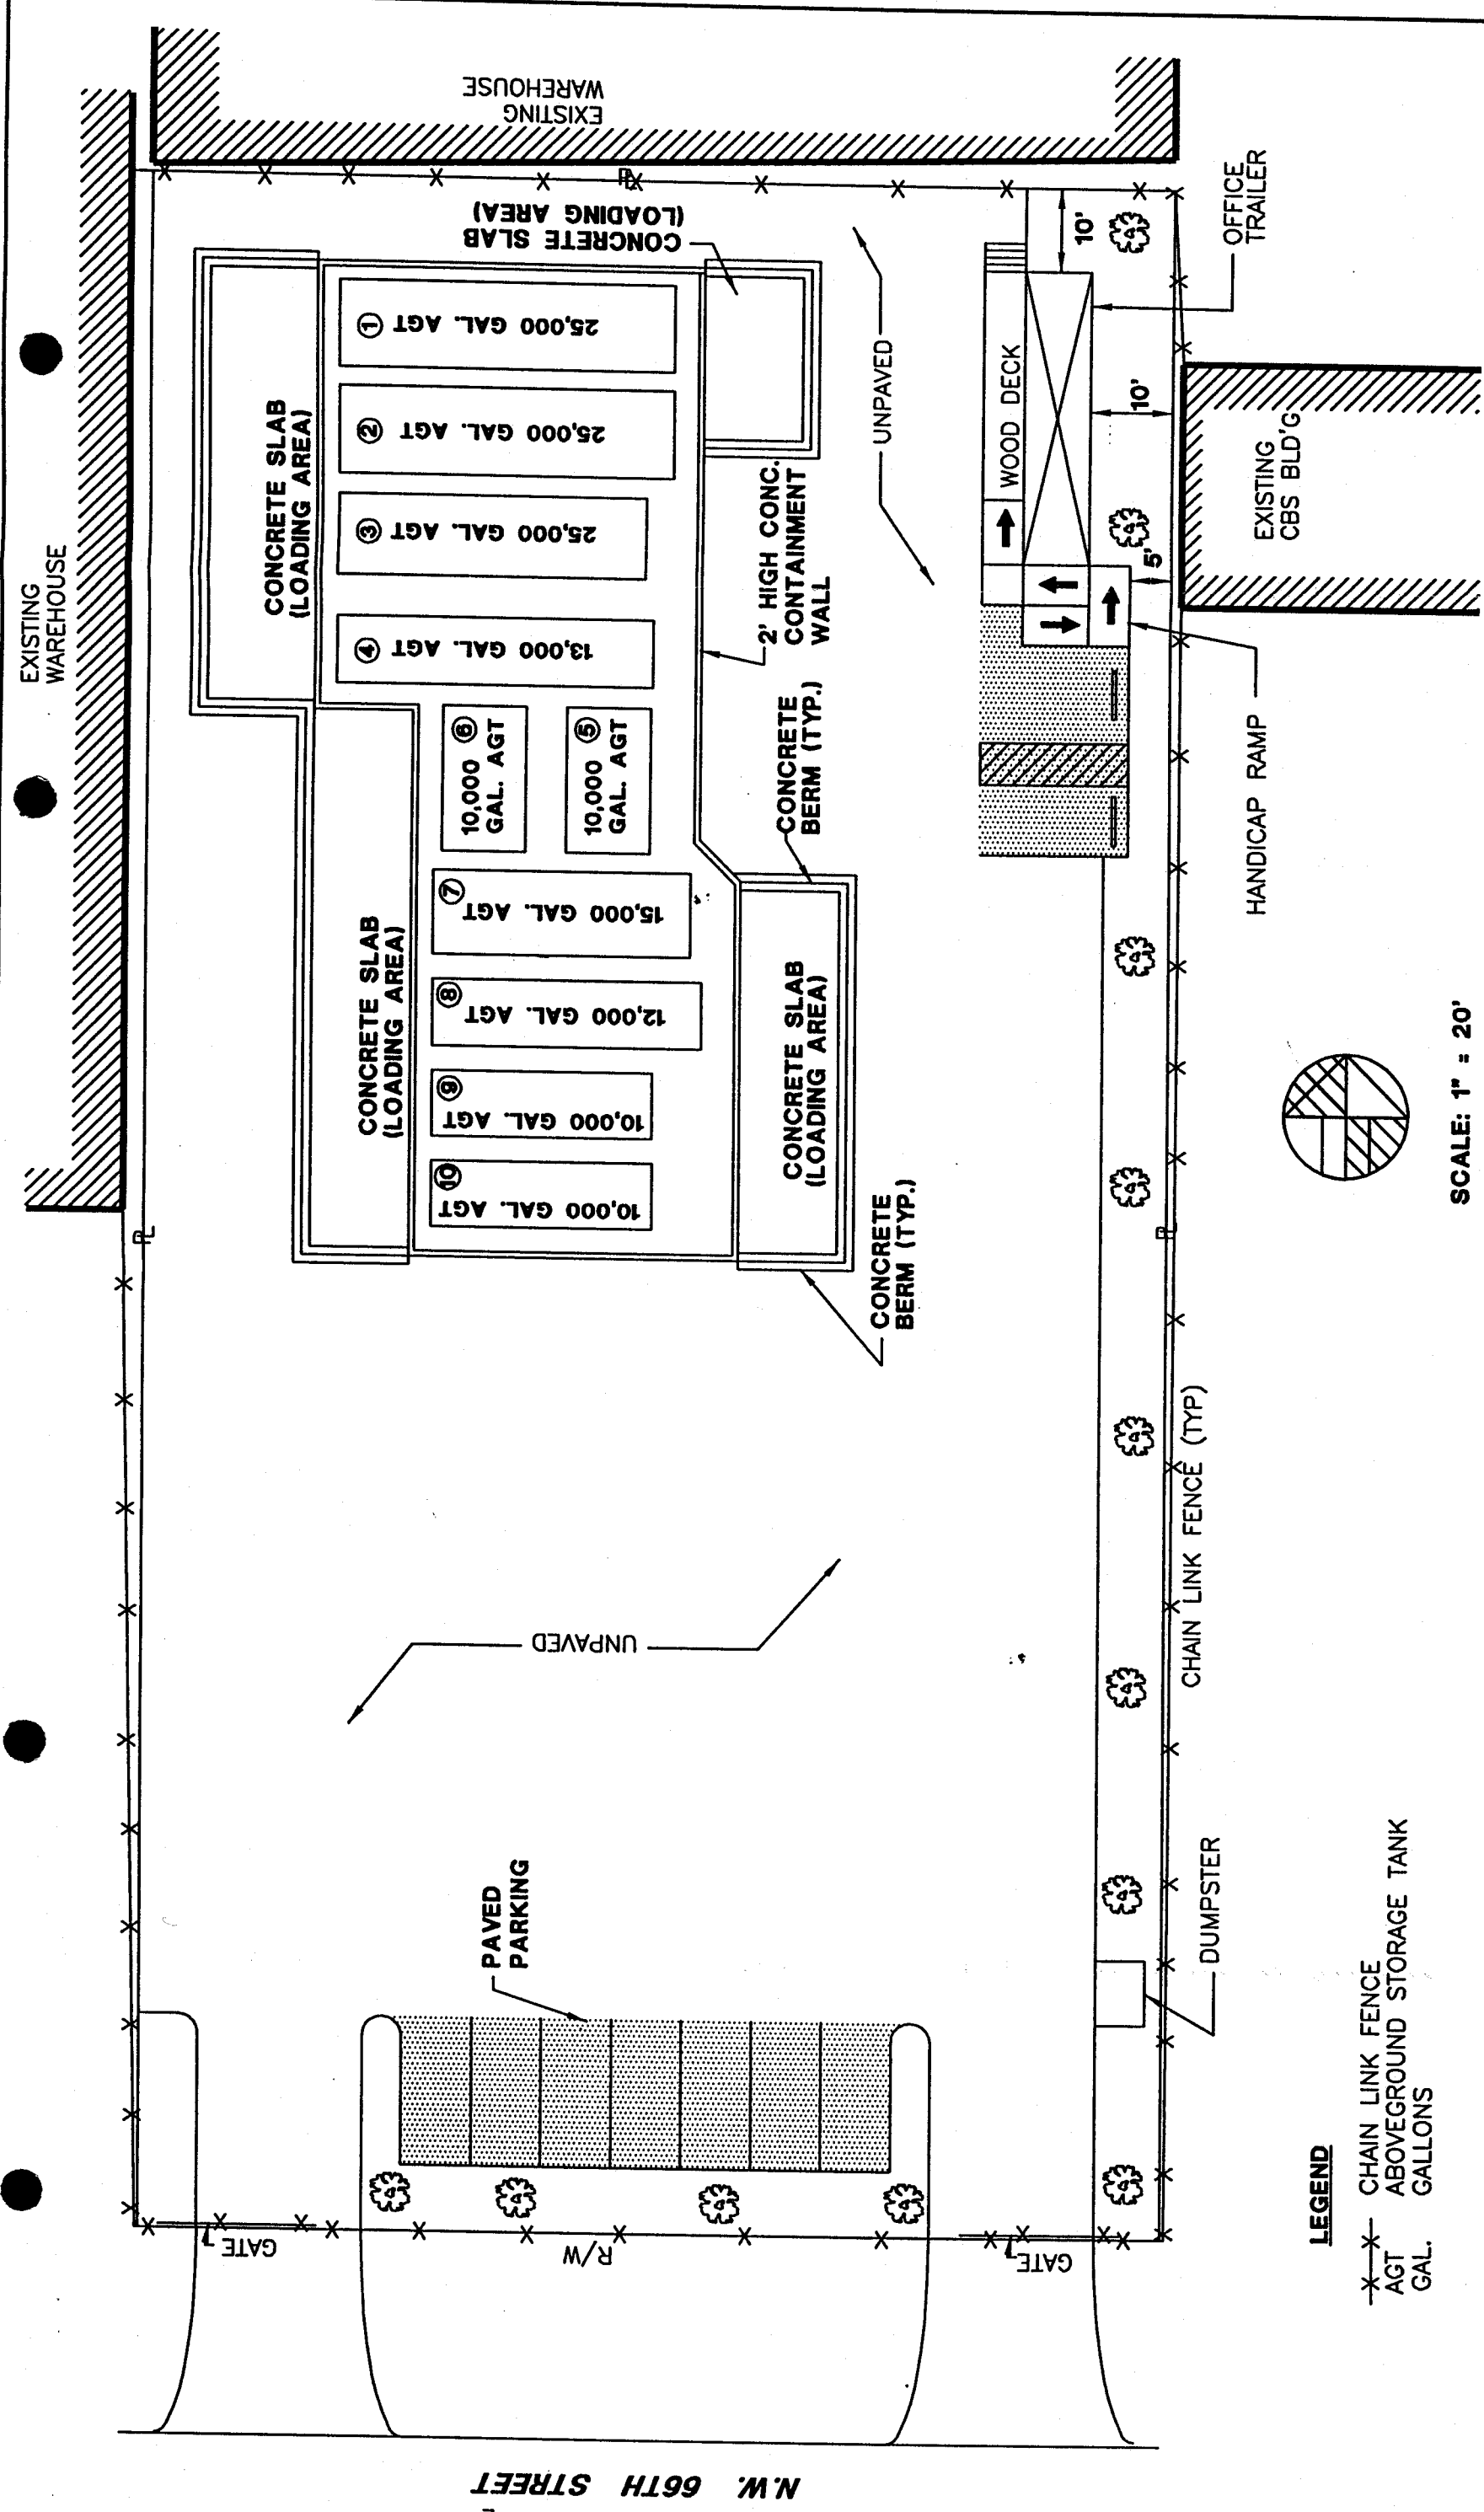 EXISTING
WAREHOUSE
EXISTING
WAREHOUSE
CONCRETE SLAB
(LOADING AREA)
CONCRETE SLAB
(LOADING AREA)
① 25,000 GAL. AGT
② 25,000 GAL. AGT
③ 25,000 GAL. AGT
④ 13,000 GAL. AGT
⑥
10,000
GAL. AGT
⑤
10,000
GAL. AGT
⑦
15,000 GAL. AGT
⑧
12,000 GAL. AGT
⑨
10,000 GAL. AGT
⑩
10,000 GAL. AGT
CONCRETE SLAB
(LOADING AREA)
CONCRETE SLAB
(LOADING AREA)
2' HIGH CONC.
CONTAINMENT
WALL
CONCRETE
BERM (TYP.)
CONCRETE
BERM (TYP.)
UNPAVED
UNPAVED
WOOD DECK
10'
10'
5'
OFFICE
TRAILER
EXISTING
CBS BLD'G
HANDICAP RAMP
PL
PL
PL
CHAIN LINK FENCE (TYP)
PAVED
PARKING
DUMPSTER
GATE
R/W
GATE
N.W. 66TH STREET
SCALE: 1" = 20'
LEGEND
CHAIN LINK FENCE
AGT ABOVEGROUND STORAGE TANK
GAL. GALLONS